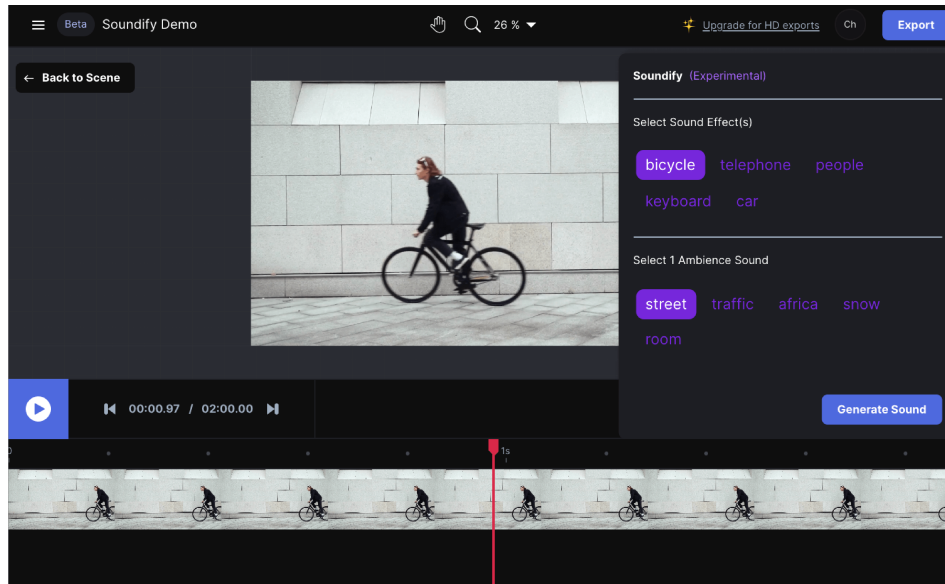 Beta Soundify Demo 26 % Upgrade for HD exports Ch Export
← Back to Scene
Soundify (Experimental)
Select Sound Effect(s)
bicycle telephone people
keyboard car
Select 1 Ambience Sound
street traffic africa snow
room
Generate Sound
00:00.97 / 02:00.00
0 1s